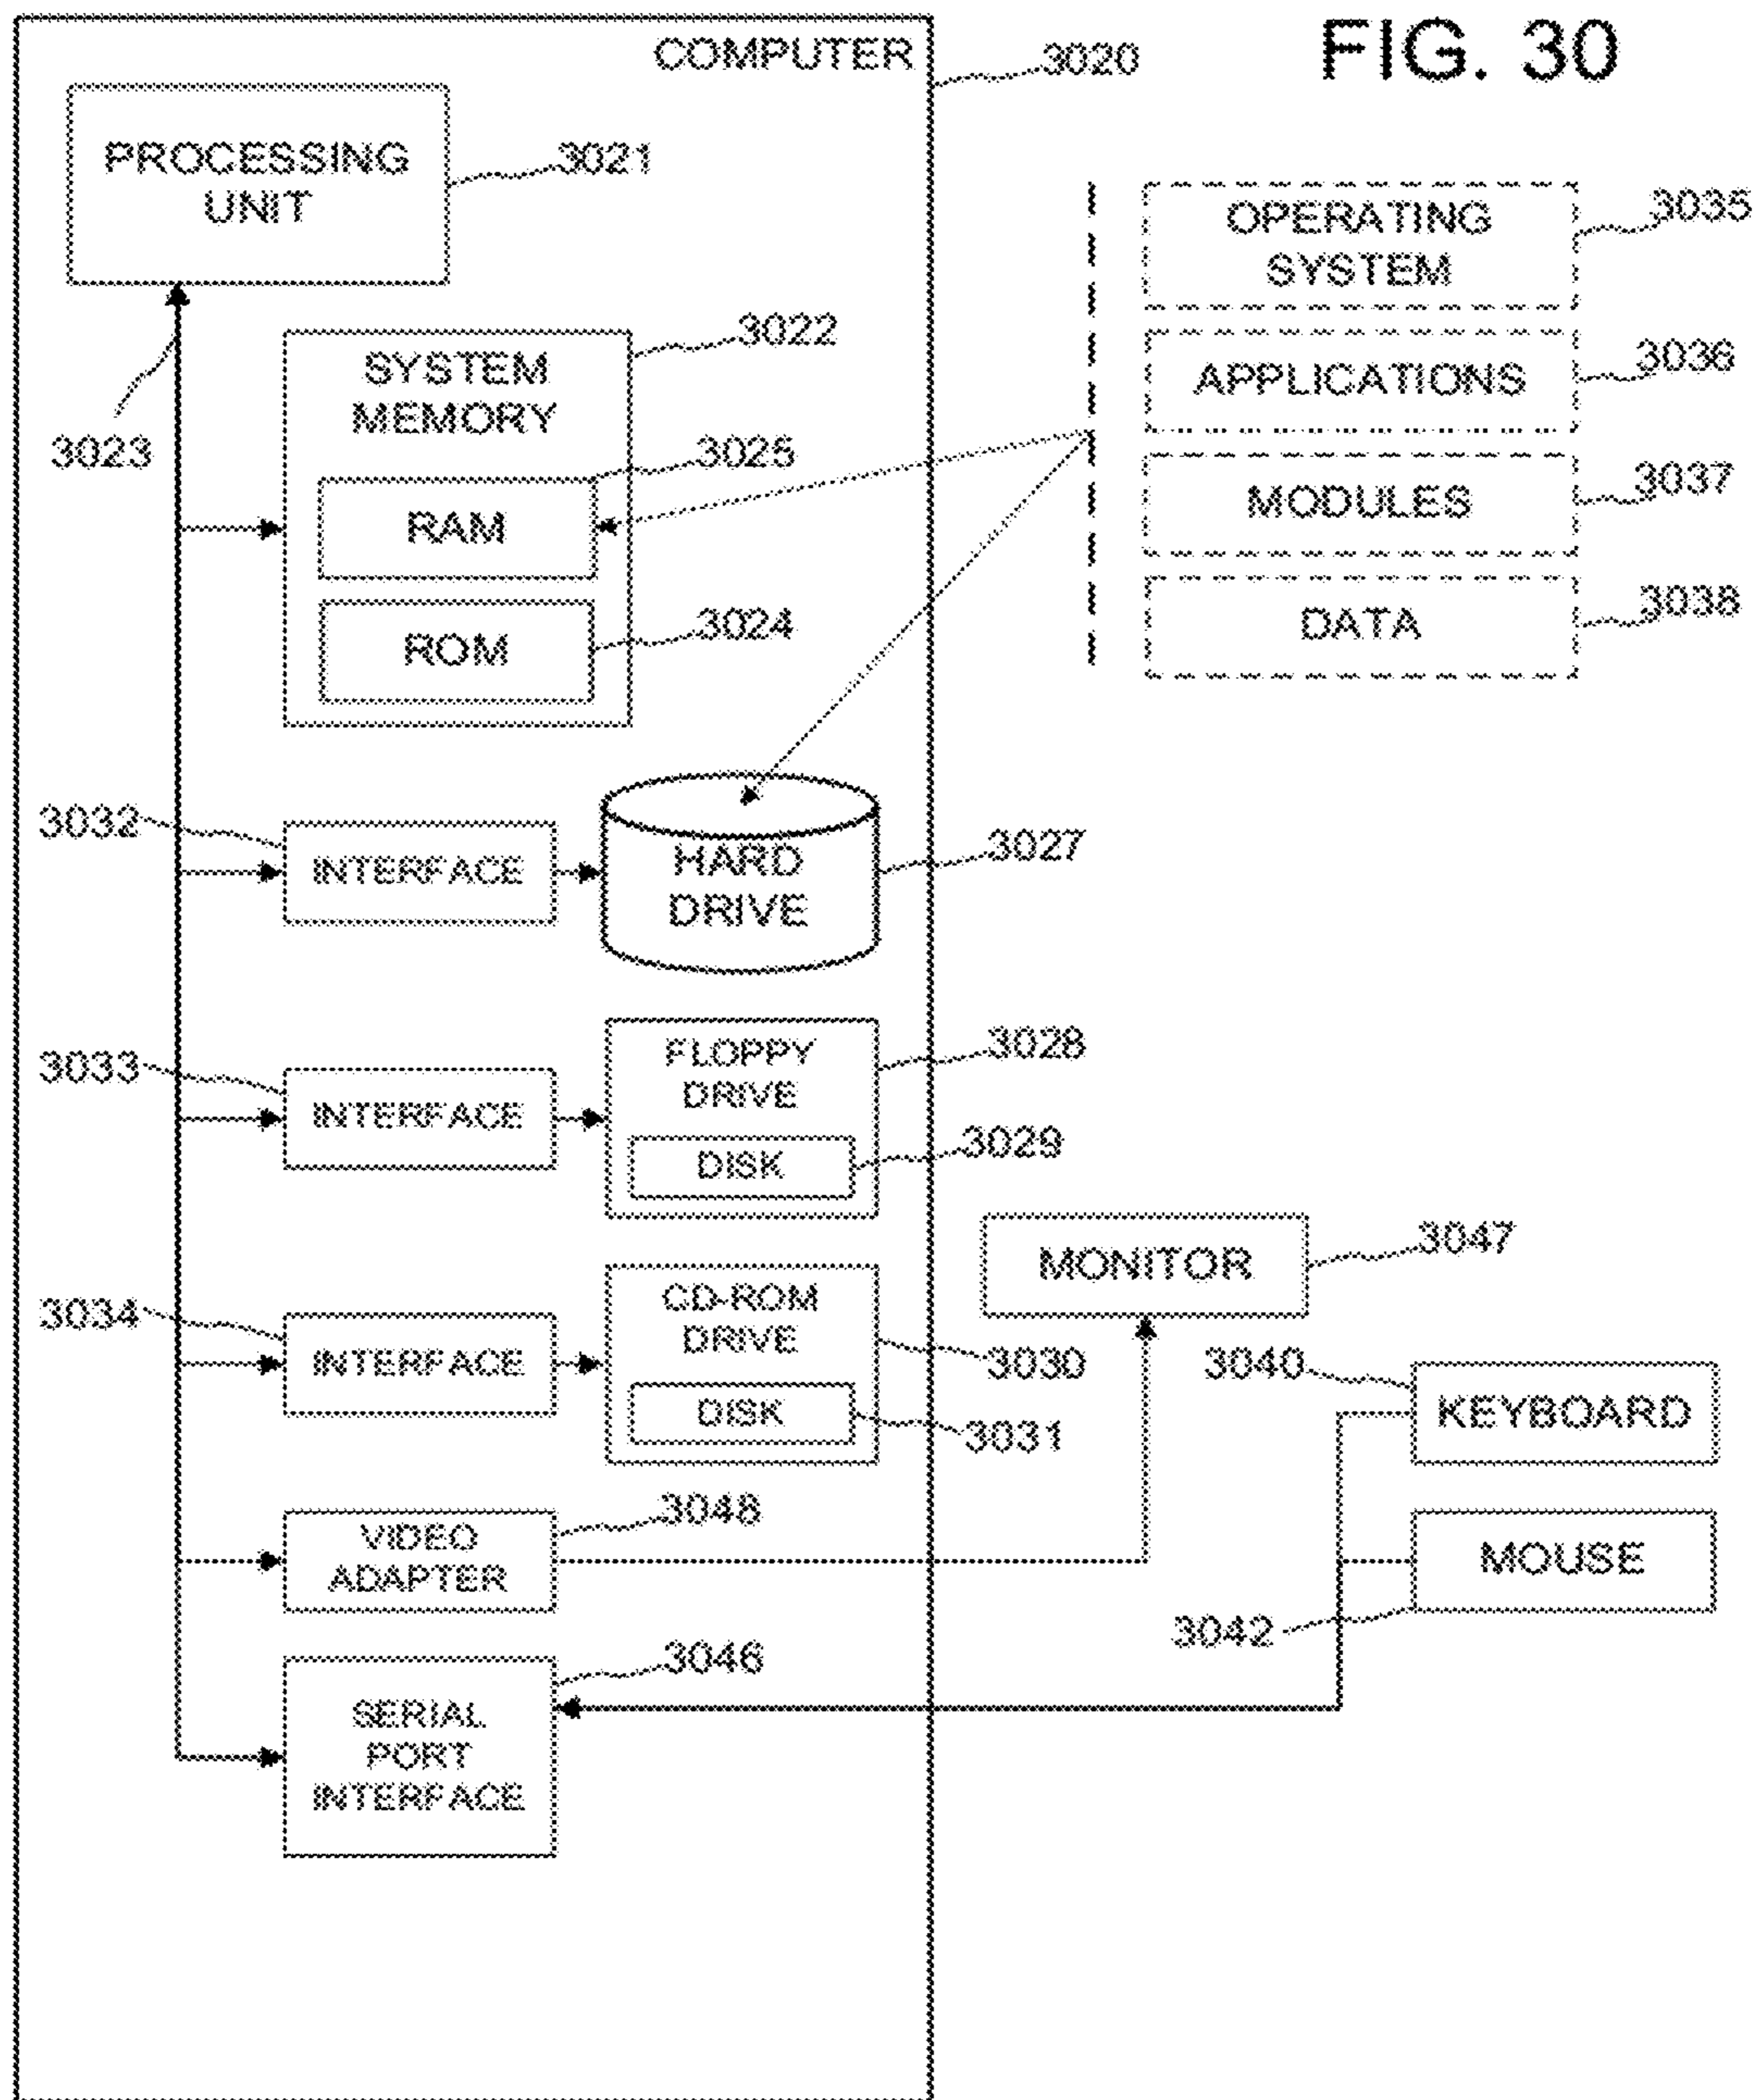 FIG. 30
COMPUTER
3020
PROCESSING
UNIT
3021
3023
SYSTEM
MEMORY
3022
RAM
3025
ROM
3024
OPERATING
SYSTEM
3035
APPLICATIONS
3036
MODULES
3037
DATA
3038
3032
INTERFACE
HARD
DRIVE
3027
3033
INTERFACE
FLOPPY
DRIVE
3028
DISK
3029
3034
INTERFACE
CD-ROM
DRIVE
3030
DISK
3031
MONITOR
3047
3040
KEYBOARD
MOUSE
3042
VIDEO
ADAPTER
3048
SERIAL
PORT
INTERFACE
3046